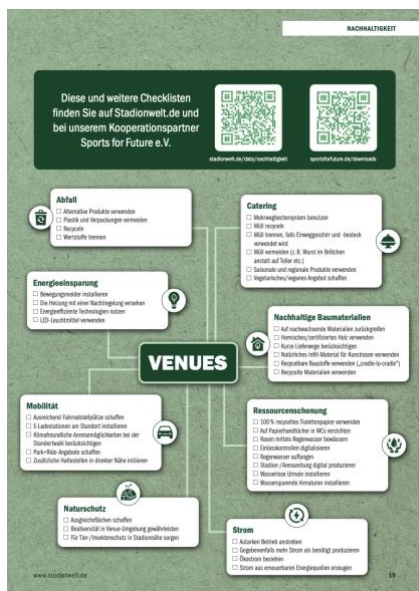 NACHHALTIGKEIT
Diese und weitere Checklisten
finden Sie auf Stadionwelt.de und
bei unserem Kooperationspartner
Sports for Future e.V.
stadionwelt.de/data/nachhaltigkeit
sportsforfuture.de/downloads
Abfall
☐ Alternative Produkte verwenden
☐ Plastik und Verpackungen vermeiden
☐ Recyceln
☐ Wertstoffe trennen
Catering
☐ Mehrwegbechersystem benutzen
☐ Müll recyceln
☐ Müll trennen, falls Einweggeschirr und -besteck
verwendet wird
☐ Müll vermeiden (z. B. Wurst im Brötchen
anstatt auf Teller etc.)
☐ Saisonale und regionale Produkte verwenden
☐ Vegetarisches/veganes Angebot schaffen
Energieeinsparung
☐ Bewegungsmelder installieren
☐ Die Heizung mit einer Nachtregelung versehen
☐ Energieeffiziente Technologien nutzen
☐ LED-Leuchtmittel verwenden
Nachhaltige Baumaterialien
☐ Auf nachwachsende Materialien zurückgreifen
☐ Heimisches/zertifiziertes Holz verwenden
☐ Kurze Lieferwege berücksichtigen
☐ Natürliches Infill-Material für Kunstrasen verwenden
☐ Recycelbare Baustoffe verwenden („cradle-to-cradle“)
☐ Recycelte Materialien verwenden
VENUES
Mobilität
☐ Ausreichend Fahrradstellplätze schaffen
☐ E-Ladestationen am Standort installieren
☐ Klimafreundliche Anreisemöglichkeiten bei der
Standortwahl berücksichtigen
☐ Park+Ride-Angebote schaffen
☐ Zusätzliche Haltestellen in direkter Nähe initiieren
Ressourcenschonung
☐ 100% recyceltes Toilettenpapier verwenden
☐ Auf Papierhandtücher in WCs verzichten
☐ Rasen mittels Regenwasser bewässern
☐ Einlasskontrollen digitalisieren
☐ Regenwasser auffangen
☐ Stadion-/Arenazeitung digital produzieren
☐ Wasserlose Urinale installieren
☐ Wassersparende Armaturen installieren
Naturschutz
☐ Ausgleichsflächen schaffen
☐ Biodiversität in Venue-Umgebung gewährleisten
☐ Für Tier-/Insektenschutz in Stadionnähe sorgen
Strom
☐ Autarken Betrieb anstreben
☐ Gegebenenfalls mehr Strom als benötigt produzieren
☐ Ökostrom beziehen
☐ Strom aus erneuerbaren Energiequellen erzeugen
www.stadionwelt.de
19